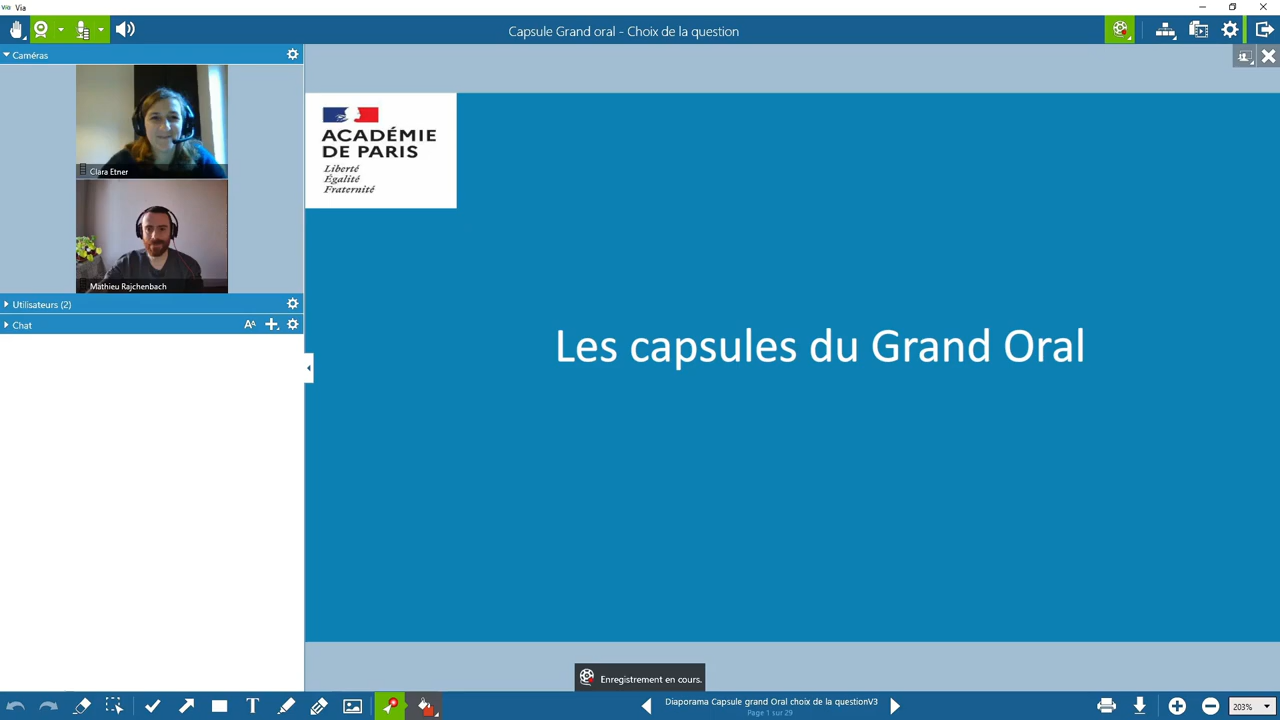 Via
Capsule Grand oral - Choix de la question
Caméras
Clara Etner
Mathieu Rajchenbach
Utilisateurs (2)
Chat
ACADÉMIE
DE PARIS
Liberté
Égalité
Fraternité
Les capsules du Grand Oral
Enregistrement en cours.
Diaporama Capsule grand Oral choix de la questionV3
Page 1 sur 29
203%